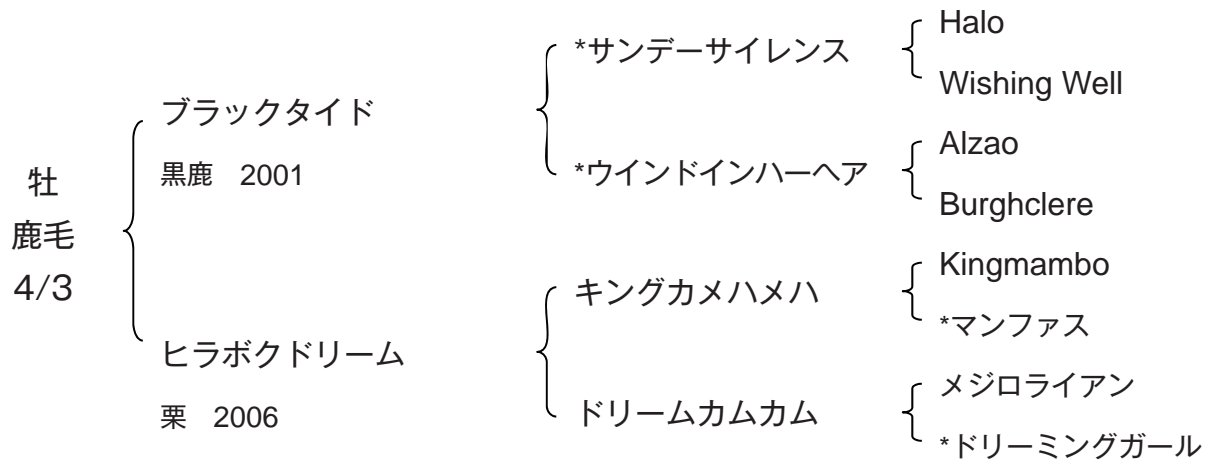 牡
鹿毛
4/3
ブラックタイド
黒鹿 2001
ヒラボクドリーム
栗 2006
*サンデーサイレンス
*ウインドインハーヘア
キングカメハメハ
ドリームカムカム
Halo
Wishing Well
Alzao
Burghclere
Kingmambo
*マンファス
メジロライアン
*ドリーミングガール